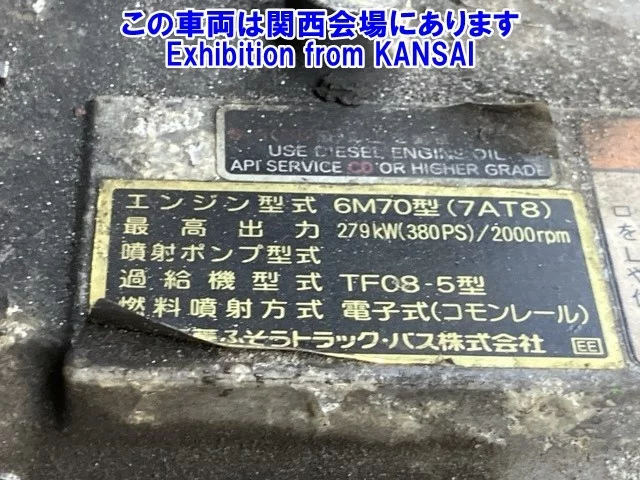 この車両は関西会場にあります
Exhibition from KANSAI
USE DIESEL ENGINE OIL
API SERVICE CD OR HIGHER GRADE
エンジン型式 6M70型(7AT8)
最高出力 279kW(380PS)/2000rpm
噴射ポンプ型式
過給機型式 TF08-5型
燃料噴射方式 電子式(コモンレール)
ふそうトラック・バス株式会社 EE